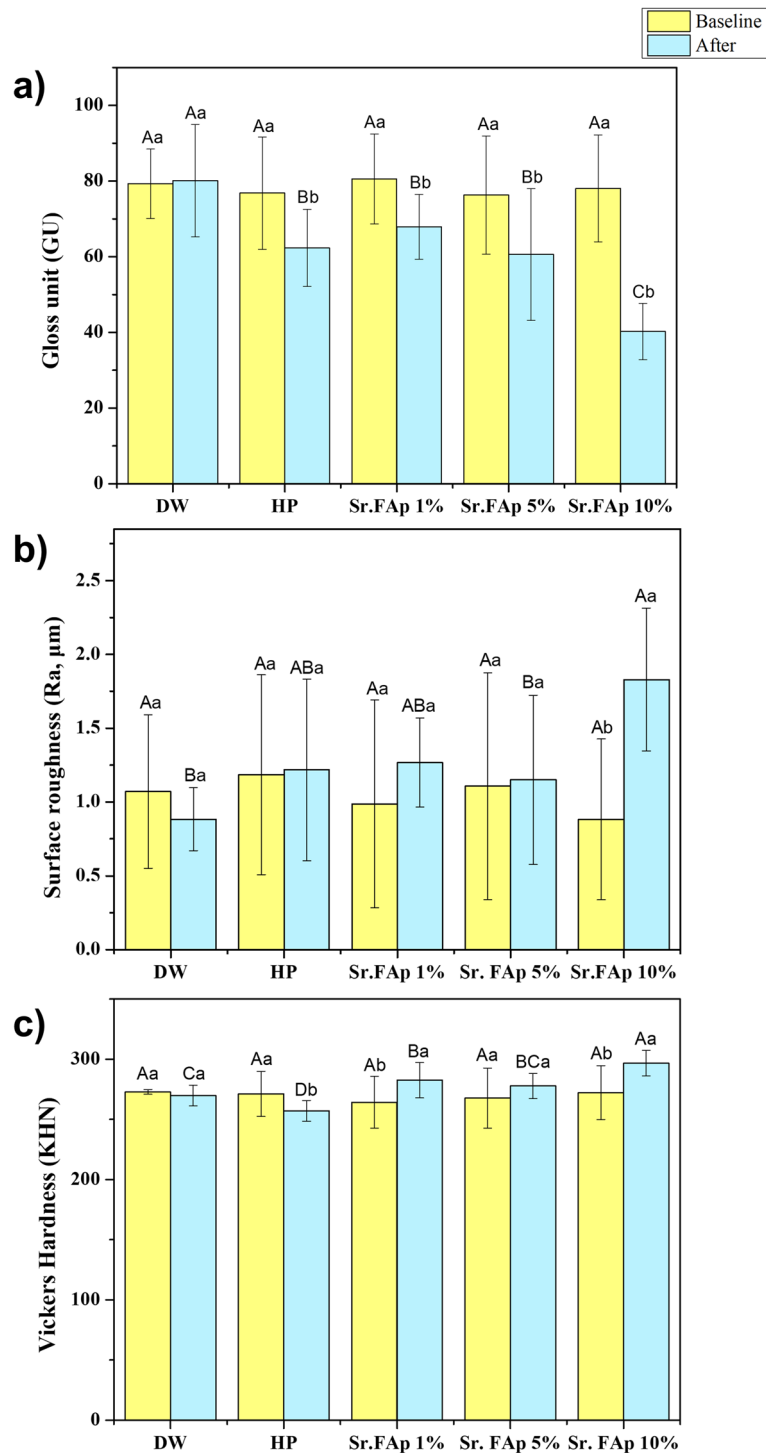 Baseline
After
a)
Gloss unit (GU)
100
80
60
40
20
0
Aa Aa Aa Bb Aa Bb Aa Bb Aa Cb
DW HP Sr.FAp 1% Sr.FAp 5% Sr.FAp 10%
b)
Surface roughness (Ra, µm)
2.5
2.0
1.5
1.0
0.5
0.0
Aa Ba Aa ABa Aa ABa Aa Ba Ab Aa
DW HP Sr.FAp 1% Sr. FAp 5% Sr.FAp 10%
c)
Vickers Hardness (KHN)
300
200
100
0
Aa Ca Aa Db Ab Ba Aa BCa Ab Aa
DW HP Sr.FAp 1% Sr.FAp 5% Sr. FAp 10%